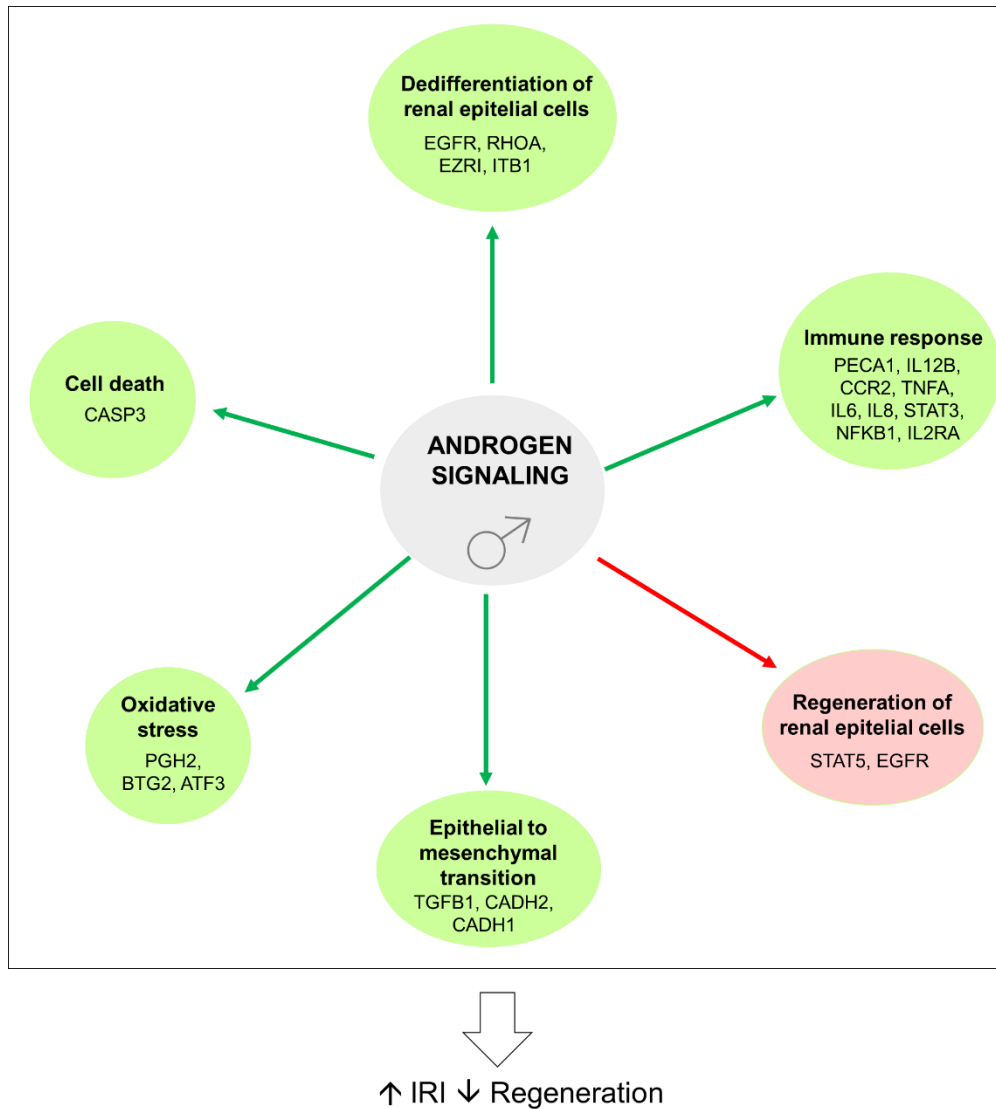 Dedifferentiation of
renal epitelial cells
EGFR, RHOA,
EZRI, ITB1
Immune response
PECA1, IL12B,
CCR2, TNFA,
IL6, IL8, STAT3,
NFKB1, IL2RA
Cell death
CASP3
ANDROGEN
SIGNALING
Oxidative
stress
PGH2,
BTG2, ATF3
Regeneration of
renal epitelial cells
STAT5, EGFR
Epithelial to
mesenchymal
transition
TGFB1, CADH2,
CADH1
↑ IRI ↓ Regeneration